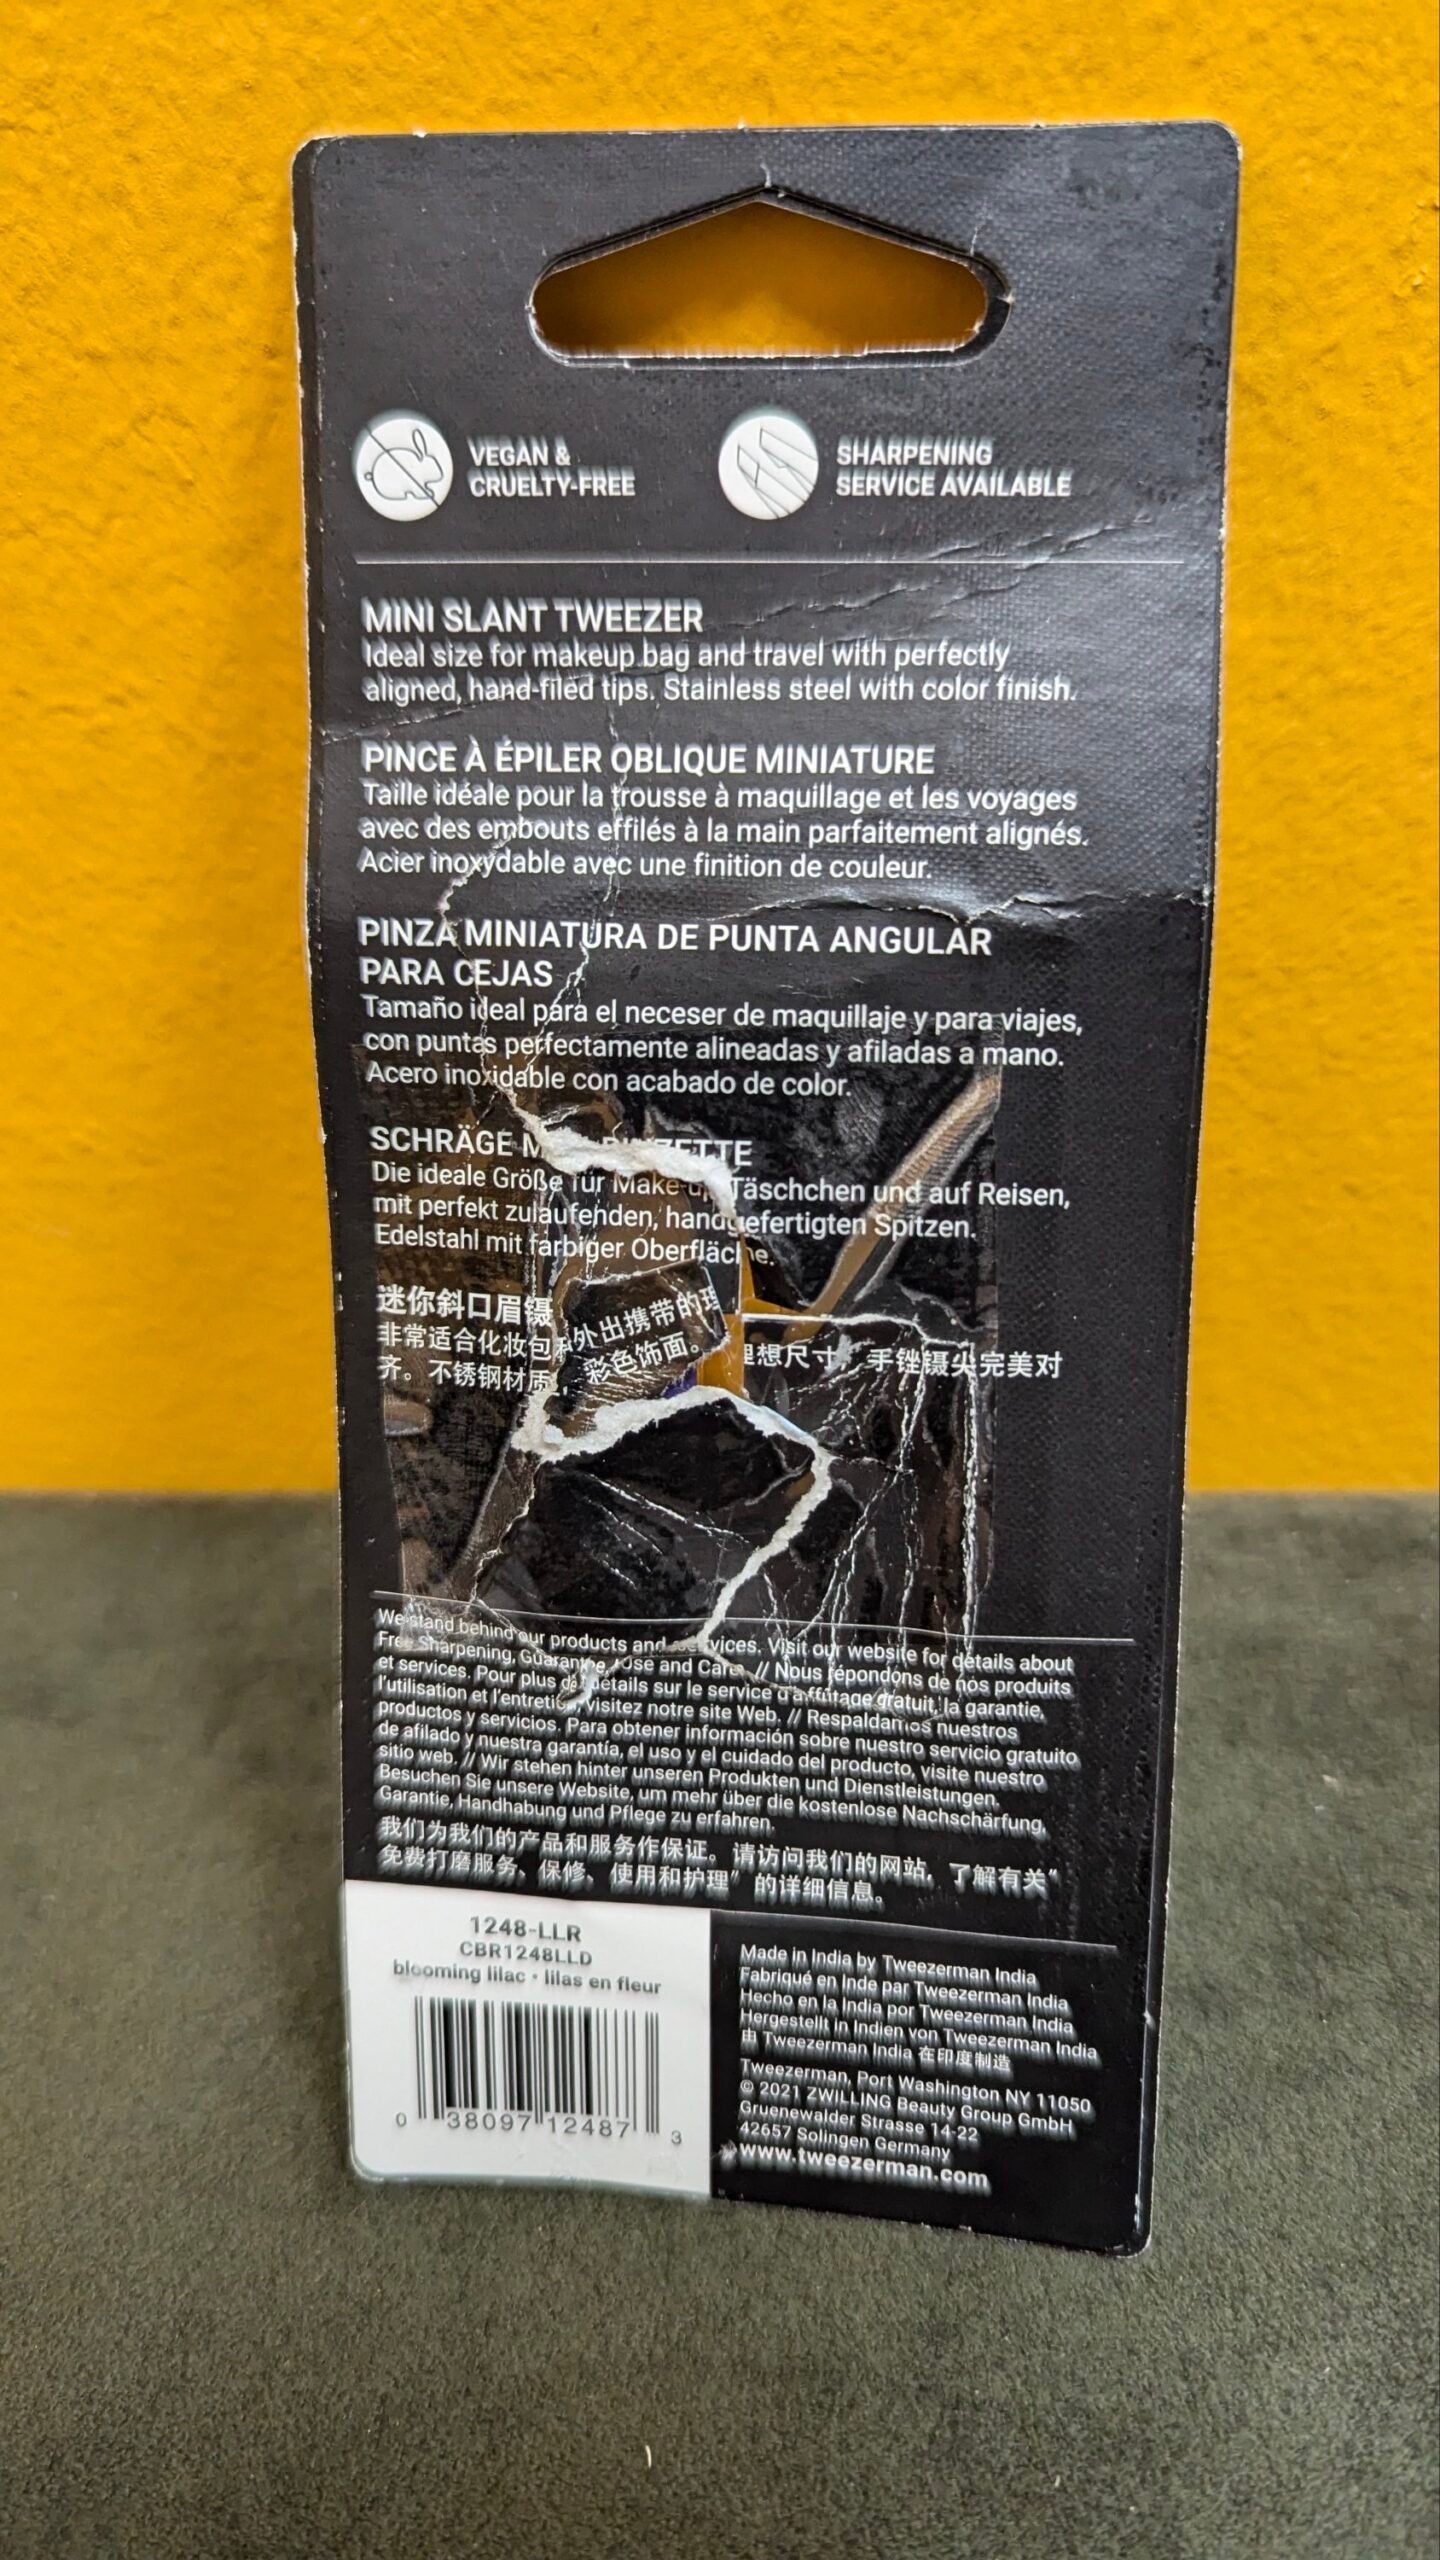 VEGAN &
CRUELTY-FREE
SHARPENING
SERVICE AVAILABLE
MINI SLANT TWEEZER
Ideal size for makeup bag and travel with perfectly
aligned, hand-filed tips. Stainless steel with color finish.
PINCE À ÉPILER OBLIQUE MINIATURE
Taille idéale pour la trousse à maquillage et les voyages
avec des embouts effilés à la main parfaitement alignés.
Acier inoxydable avec une finition de couleur.
PINZA MINIATURA DE PUNTA ANGULAR
PARA CEJAS
Tamaño ideal para el neceser de maquillaje y para viajes,
con puntas perfectamente alineadas y afiladas a mano.
Acero inoxidable con acabado de color.
SCHRÄGE
Die ideale Größe für Make-up Täschchen und auf Reisen,
mit perfekt zulaufenden, handgefertigten Spitzen.
Edelstahl mit farbiger Oberfläche.
迷你斜口眉镊
非常适合化妆包和外出携带的理想尺寸，手锉镊尖完美对
齐。不锈钢材质，彩色饰面。
We stand behind our products and services. Visit our website for details about
Free Sharpening, Guarantee, Use and Care. // Nous répondons de nos produits
et services. Pour plus de détails sur le service d'affûtage gratuit, la garantie,
l'utilisation et l'entretien, visitez notre site Web. // Respaldamos nuestros
productos y servicios. Para obtener información sobre nuestro servicio gratuito
de afilado y nuestra garantía, el uso y el cuidado del producto, visite nuestro
sitio web. // Wir stehen hinter unseren Produkten und Dienstleistungen.
Besuchen Sie unsere Website, um mehr über die kostenlose Nachschärfung,
Garantie, Handhabung und Pflege zu erfahren.
我们为我们的产品和服务作保证。请访问我们的网站，了解有关“
免费打磨服务、保修、使用和护理”的详细信息。
1248-LLR
CBR1248LLD
blooming lilac • lilas en fleur
0 38097 12487 3
Made in India by Tweezerman India
Fabriqué en Inde par Tweezerman India
Hecho en la India por Tweezerman India
Hergestellt in Indien von Tweezerman India
由 Tweezerman India 在印度制造
Tweezerman, Port Washington NY 11050
© 2021 ZWILLING Beauty Group GmbH
Gruenewalder Strasse 14-22
42657 Solingen Germany
www.tweezerman.com